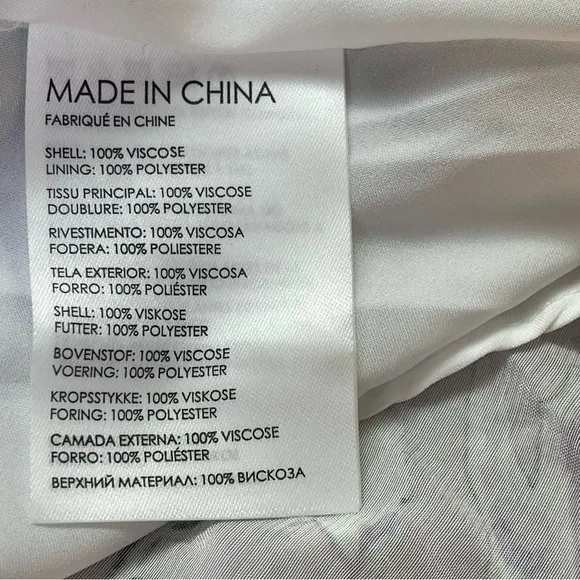 MADE IN CHINA
FABRIQUÉ EN CHINE
SHELL: 100% VISCOSE
LINING: 100% POLYESTER
TISSU PRINCIPAL: 100% VISCOSE
DOUBLURE: 100% POLYESTER
RIVESTIMENTO: 100% VISCOSA
FODERA: 100% POLIESTERE
TELA EXTERIOR: 100% VISCOSA
FORRO: 100% POLIÉSTER
SHELL: 100% VISKOSE
FUTTER: 100% POLYESTER
BOVENSTOF: 100% VISCOSE
VOERING: 100% POLYESTER
KROPSSTYKKE: 100% VISKOSE
FORING: 100% POLYESTER
CAMADA EXTERNA: 100% VISCOSE
FORRO: 100% POLIÉSTER
ВЕРХНИЙ МАТЕРИАЛ: 100% ВИСКОЗА